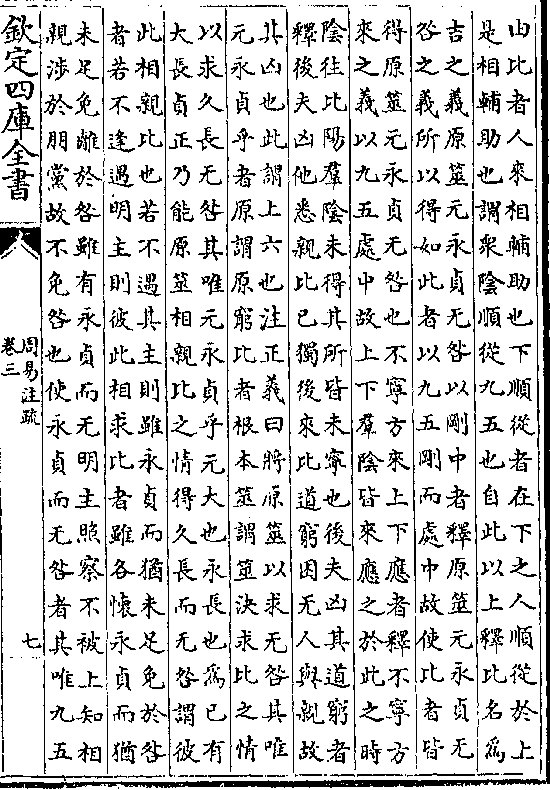 由比者人來相輔助也下順從者在下之人順從於上
是相輔助也謂衆陰順從九五也自此以上釋比名為
吉之義原筮元永貞无咎以剛中者釋原筮元永貞无
咎之義所以得如此者以九五剛而處中故使比者皆
得原筮元永貞无咎也不寧方來上下應者釋不寧方
來之義以九五處中故上下羣陰皆來應之於此之時
陰往比陽羣陰未得其所皆未寧也後夫凶其道窮者
釋後夫凶他悉親比已獨後來比道窮困无人與親故
其凶也此謂上六也注正義曰將原筮以求无咎其唯
元永貞乎者原謂原窮比者根本筮謂筮決求比之情
以求久長无咎其唯元永貞乎元大也永長也為已有
大長貞正乃能原筮相親比之情得久長而无咎謂彼
此相親比也若不遇其主則雖永貞而猶未足免於咎
者若不逢遇明主則彼此相求比者雖各懷永貞而猶
未足免離於咎雖有永貞而无明主照察不被上知相
親涉於朋黨故不免咎也使永貞而无咎者其唯九五
欽定四庫全書
周易注疏
卷三
七